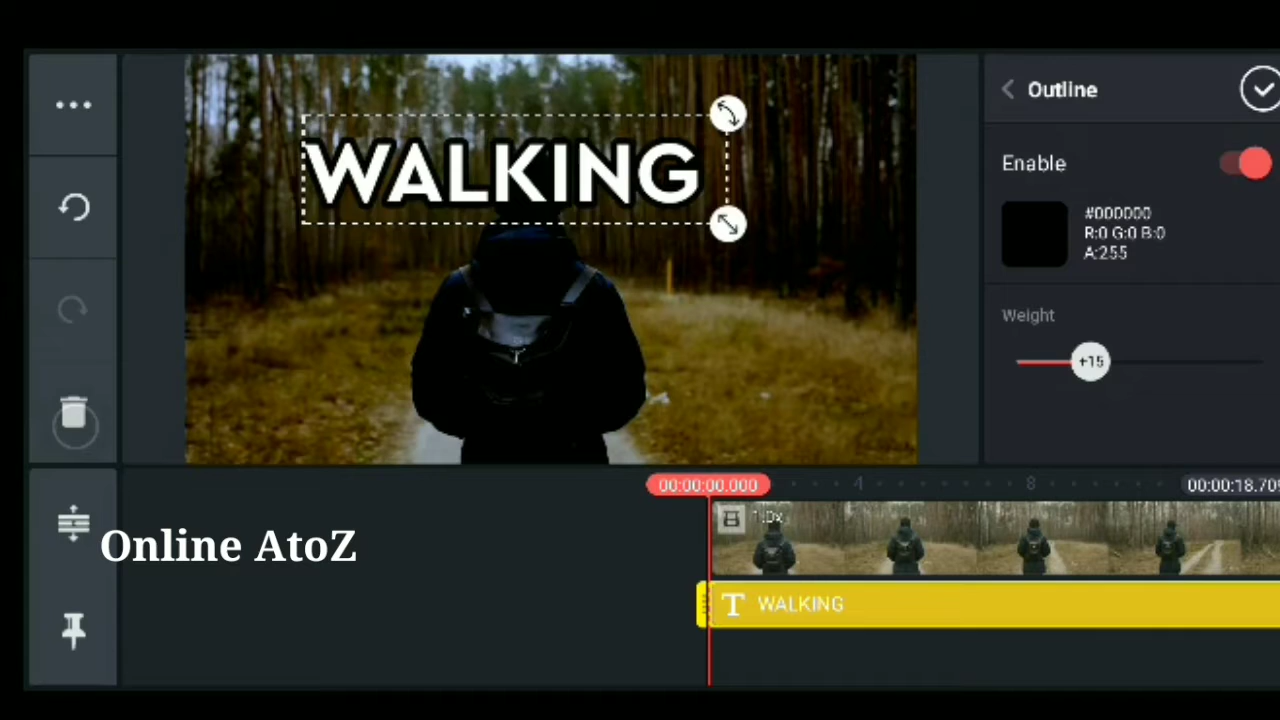 Outline
WALKING
Enable
#000000
R:0 G:0 B:0
A:255
Weight
+15
00:00:00.000
4
8
00:00:18.709
1.0x
Online AtoZ
T WALKING